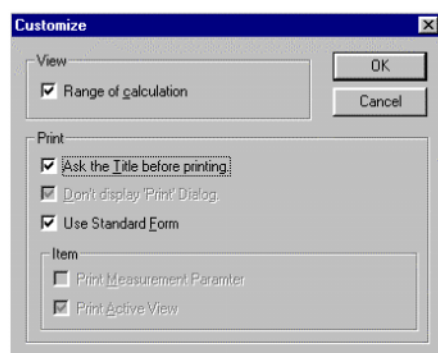 Customize
View
Range of calculation
OK
Cancel
Print
Ask the Title before printing.
Don't display 'Print' Dialog.
Use Standard Form
Item
Print Measurement Paramter
Print Active View